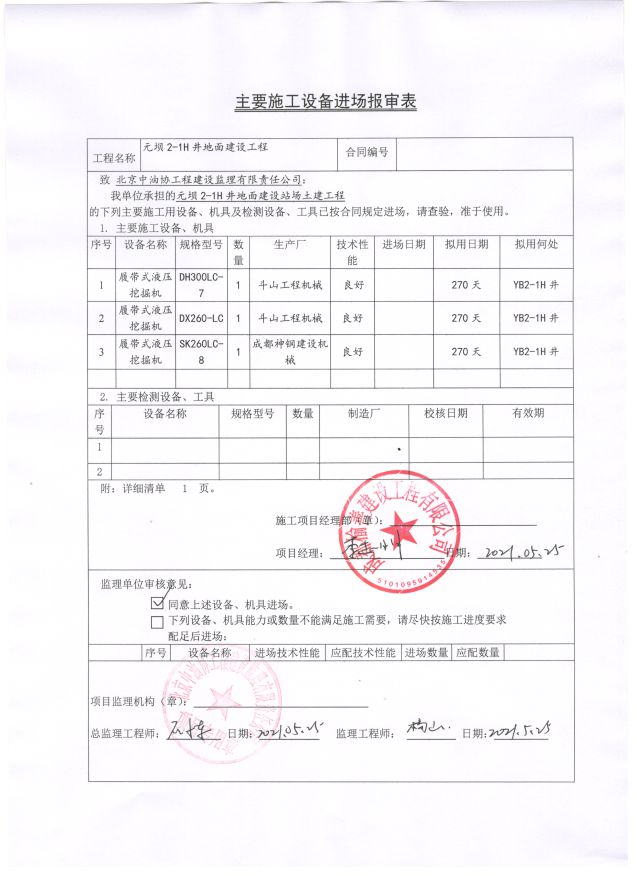 主要施工设备进场报审表
工程名称 元坝2-1H井地面建设工程 合同编号
致 北京中油协工程建设监理有限责任公司:
我单位承担的元坝2-1H井地面建设站场土建工程
的下列主要施工用设备、机具及检测设备、工具已按合同规定进场,请查验,准于使用。
1. 主要施工设备、机具
序号 设备名称 规格型号 数量 生产厂 技术性能 进场日期 拟用日期 拟用何处
1 履带式液压挖掘机 DH300LC-7 1 斗山工程机械 良好 270天 YB2-1H井
2 履带式液压挖掘机 DX260-LC 1 斗山工程机械 良好 270天 YB2-1H井
3 履带式液压挖掘机 SK260LC-8 1 成都神钢建设机械 良好 270天 YB2-1H井
2. 主要检测设备、工具
序号 设备名称 规格型号 数量 制造厂 校核日期 有效期
1
2
附:详细清单 1 页。
施工项目经理部(章):
项目经理: 日期: 2021.05.25
建设工程有限公司
5101095914535
监理单位审核意见:
☑ 同意上述设备、机具进场。
□ 下列设备、机具能力或数量不能满足施工需要,请尽快按施工进度要求
配足后进场:
序号 设备名称 进场技术性能 应配技术性能 进场数量 应配数量
项目监理机构(章):
总监理工程师: 日期: 2021.05.25 监理工程师: 日期: 2021.5.25